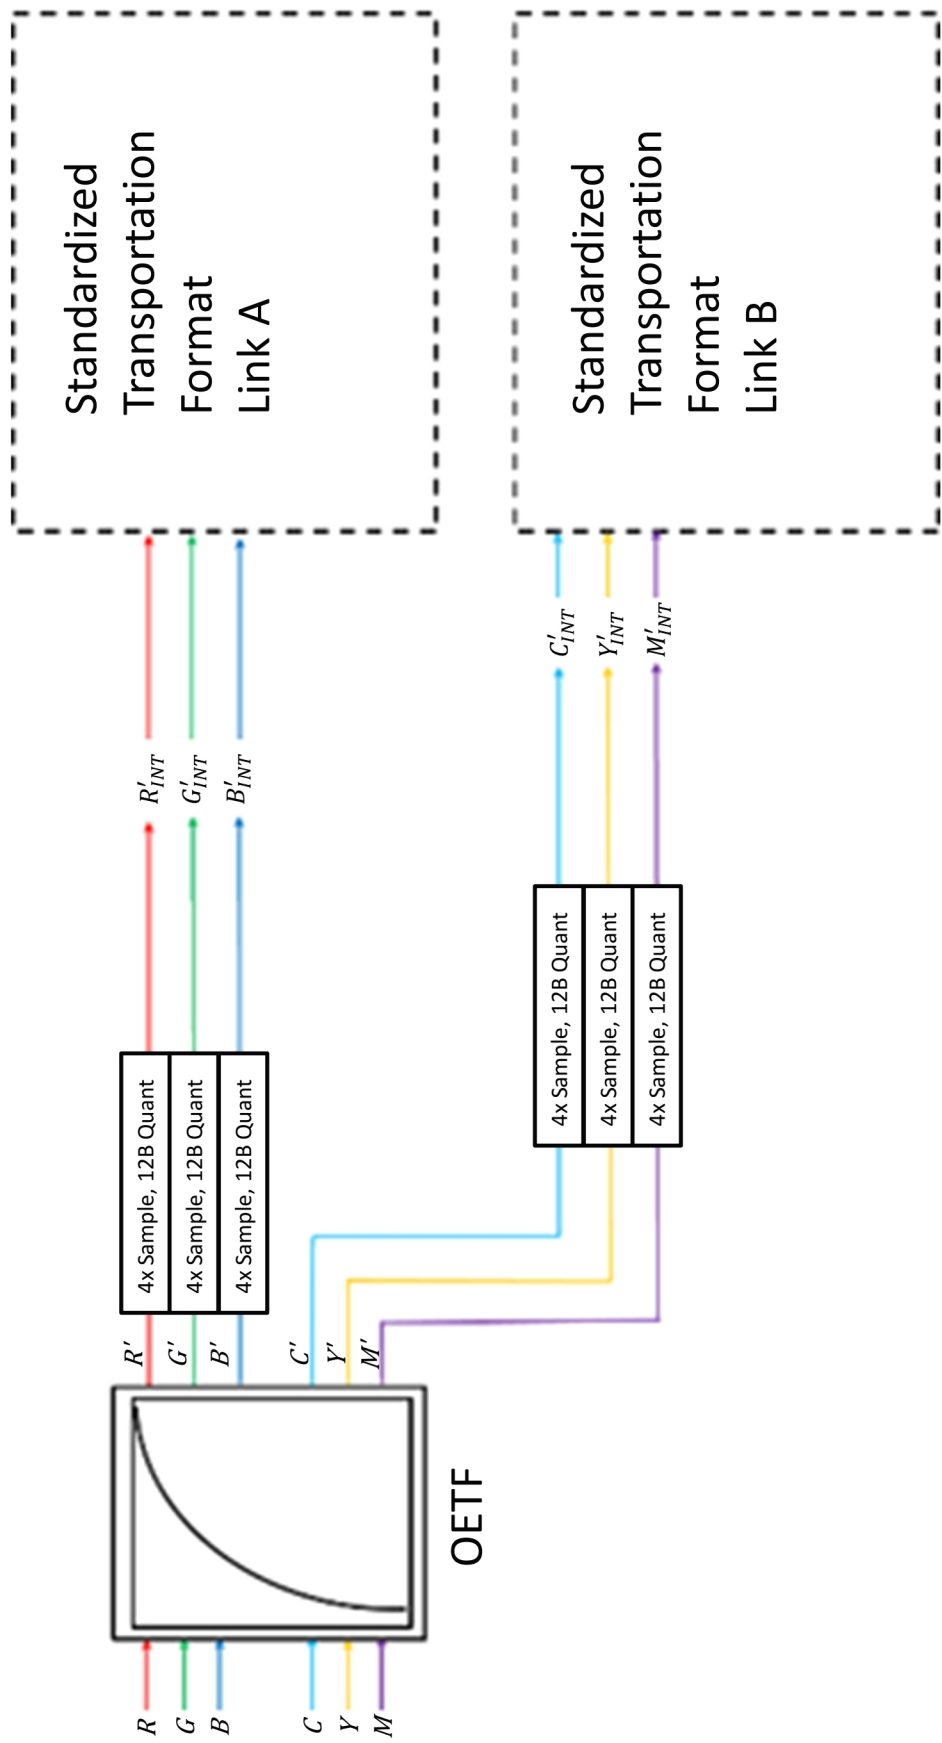 R
G
B
C
Y
M
OETF
R'
G'
B'
C'
Y'
M'
4x Sample, 12B Quant
4x Sample, 12B Quant
4x Sample, 12B Quant
4x Sample, 12B Quant
4x Sample, 12B Quant
4x Sample, 12B Quant
R'INT
G'INT
B'INT
C'INT
Y'INT
M'INT
Standardized
Transportation
Format
Link A
Standardized
Transportation
Format
Link B